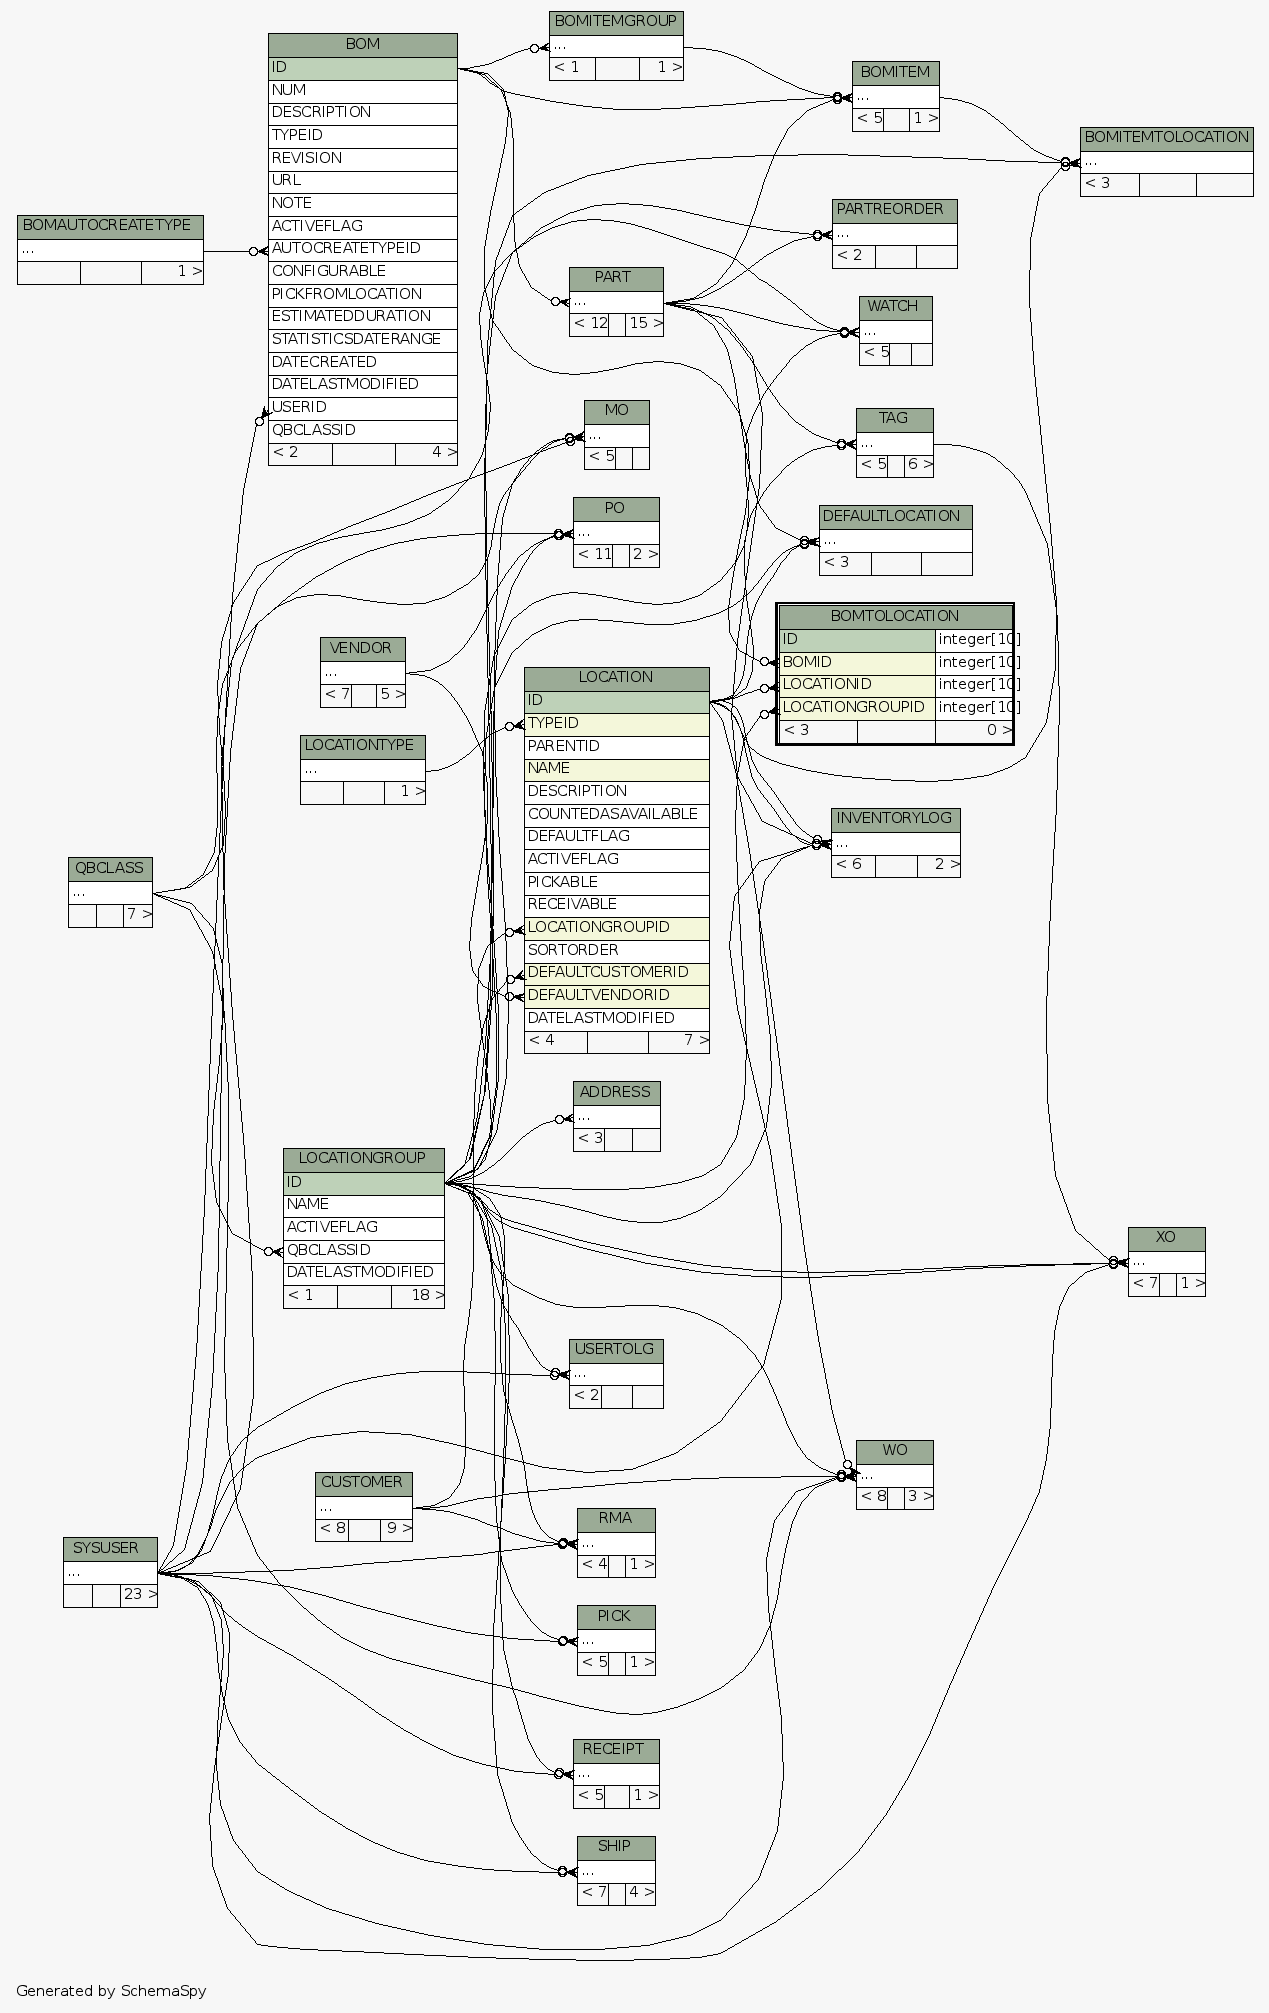 BOMITEMGROUP
...
< 1 1 >
BOM
ID
NUM
DESCRIPTION
TYPEID
REVISION
URL
NOTE
ACTIVEFLAG
AUTOCREATETYPEID
CONFIGURABLE
PICKFROMLOCATION
ESTIMATEDDURATION
STATISTICSDATERANGE
DATECREATED
DATELASTMODIFIED
USERID
QBCLASSID
< 2 4 >
BOMITEM
...
< 5 1 >
BOMITEMTOLOCATION
...
< 3
BOMAUTOCREATETYPE
...
1 >
PARTREORDER
...
< 2
PART
...
< 12 15 >
WATCH
...
< 5
MO
...
< 5
TAG
...
< 5 6 >
PO
...
< 11 2 >
DEFAULTLOCATION
...
< 3
BOMTOLOCATION
ID integer[10]
BOMID integer[10]
LOCATIONID integer[10]
LOCATIONGROUPID integer[10]
< 3 0 >
VENDOR
...
< 7 5 >
LOCATION
ID
TYPEID
PARENTID
NAME
DESCRIPTION
COUNTEDASAVAILABLE
DEFAULTFLAG
ACTIVEFLAG
PICKABLE
RECEIVABLE
LOCATIONGROUPID
SORTORDER
DEFAULTCUSTOMERID
DEFAULTVENDORID
DATELASTMODIFIED
< 4 7 >
LOCATIONTYPE
...
1 >
INVENTORYLOG
...
< 6 2 >
QBCLASS
...
7 >
ADDRESS
...
< 3
LOCATIONGROUP
ID
NAME
ACTIVEFLAG
QBCLASSID
DATELASTMODIFIED
< 1 18 >
XO
...
< 7 1 >
USERTOLG
...
< 2
WO
...
< 8 3 >
CUSTOMER
...
< 8 9 >
RMA
...
< 4 1 >
SYSUSER
...
23 >
PICK
...
< 5 1 >
RECEIPT
...
< 5 1 >
SHIP
...
< 7 4 >
Generated by SchemaSpy